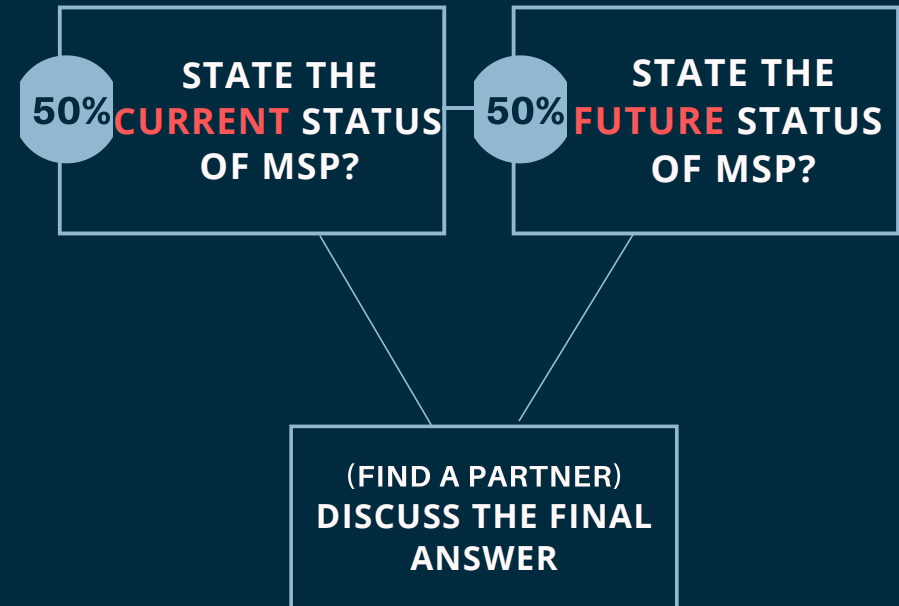 50%
STATE THE
CURRENT STATUS
OF MSP?
50%
STATE THE
FUTURE STATUS
OF MSP?
(FIND A PARTNER)
DISCUSS THE FINAL
ANSWER